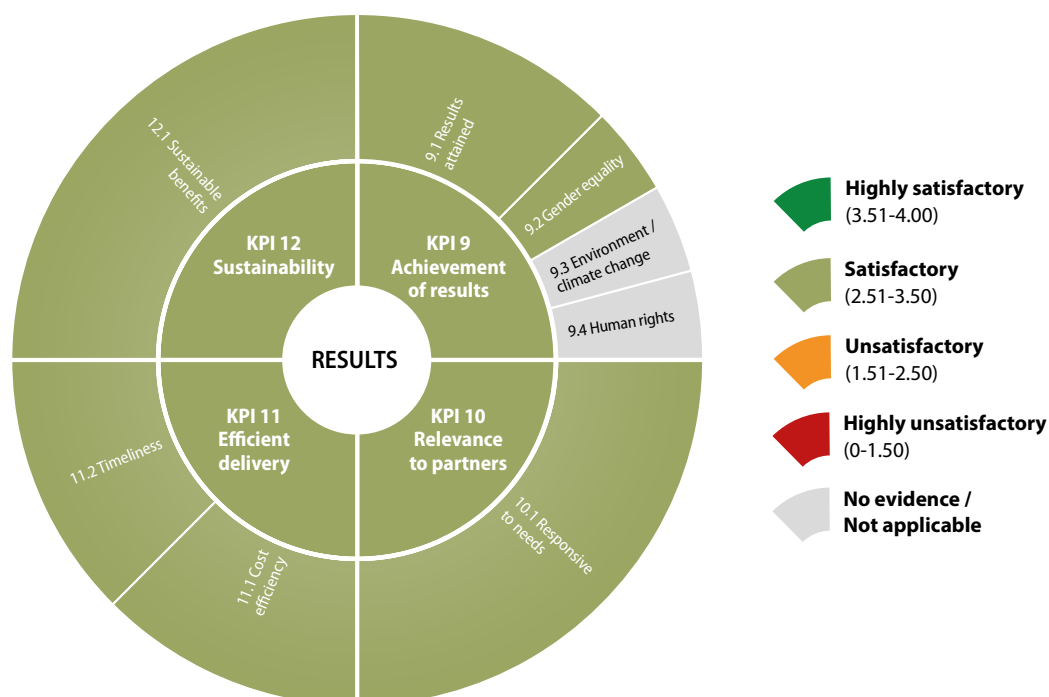 12.1 Sustainable
benefits
9.1 Results
attained
9.2 Gender equality
9.3 Environment /
climate change
9.4 Human rights
KPI 12
Sustainability
KPI 9
Achievement
of results
RESULTS
KPI 11
Efficient
delivery
KPI 10
Relevance
to partners
11.2 Timeliness
11.1 Cost
efficiency
10.1 Responsive
to needs
Highly satisfactory
(3.51-4.00)
Satisfactory
(2.51-3.50)
Unsatisfactory
(1.51-2.50)
Highly unsatisfactory
(0-1.50)
No evidence /
Not applicable